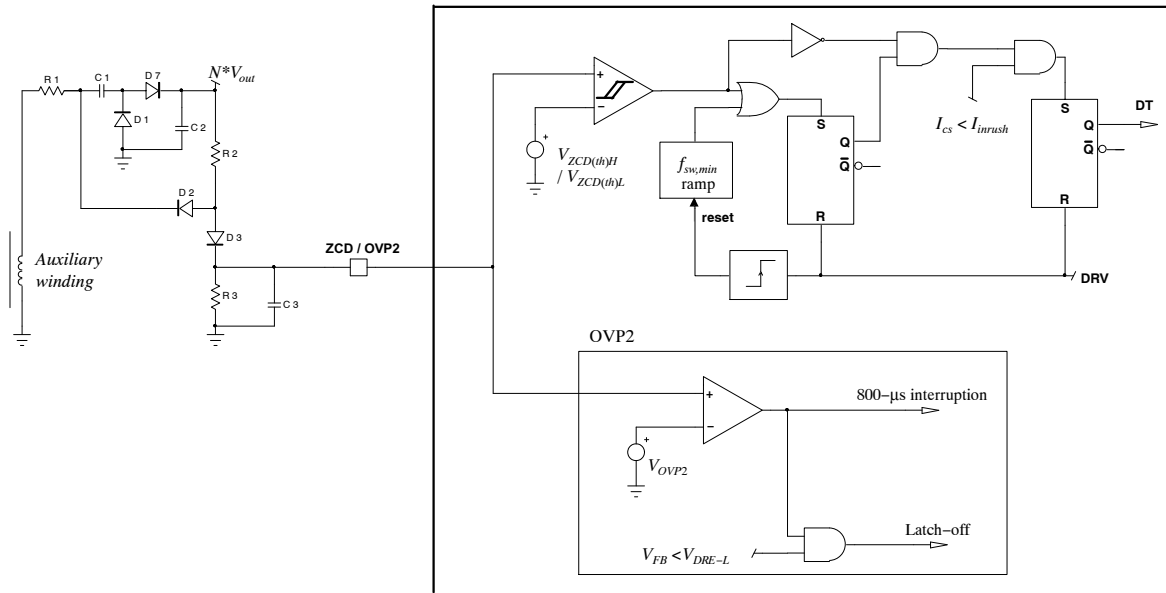 R1
C1
D7
N*Vout
D1
C2
R2
D2
D3
ZCD / OVP2
Auxiliary
winding
R3
C3
+
−
+
VZCD(th)H
/ VZCD(th)L
fsw,min
ramp
reset
S
Q
Q̅
R
Ics < Iinrush
S
Q
Q̅
R
DT
DRV
OVP2
+
−
+
VOVP2
800−µs interruption
VFB < VDRE−L
Latch−off